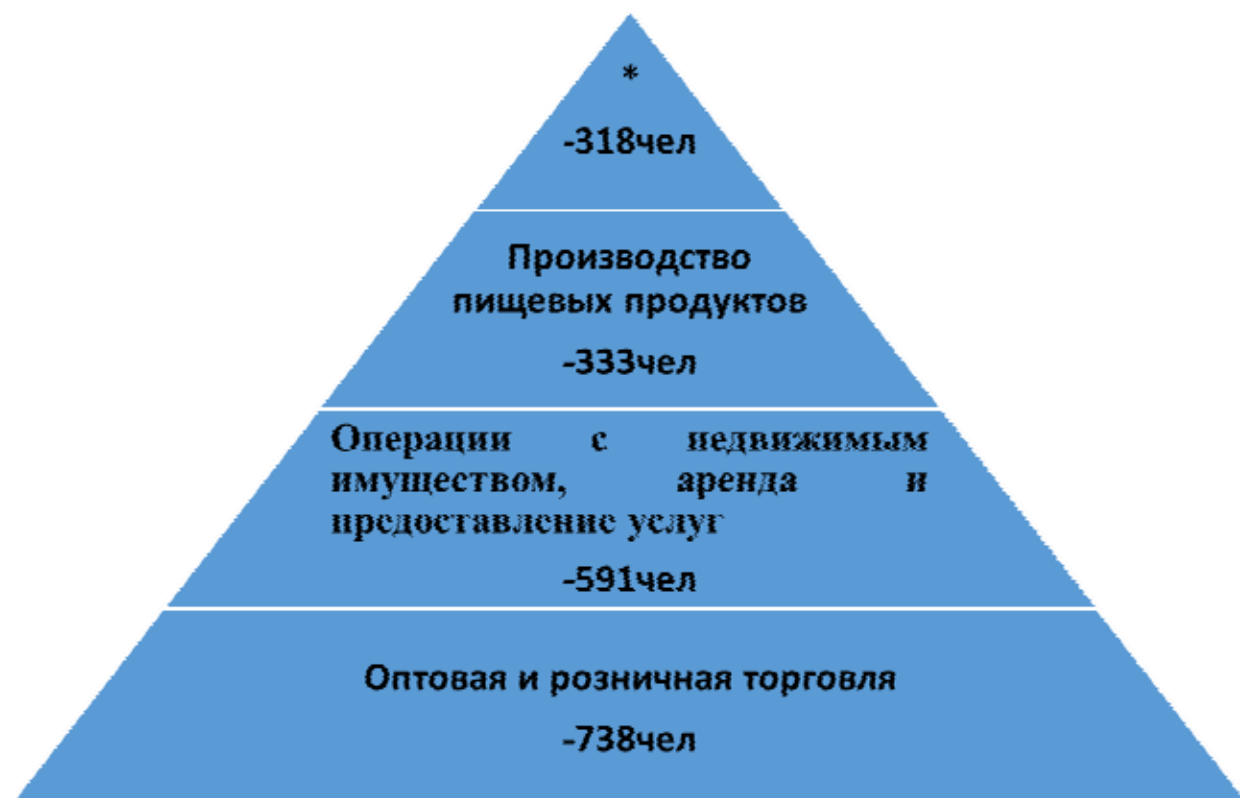 *
-318чел
Производство
пищевых продуктов
-333чел
Операции с недвижимым
имуществом, аренда и
предоставление услуг
-591чел
Оптовая и розничная торговля
-738чел